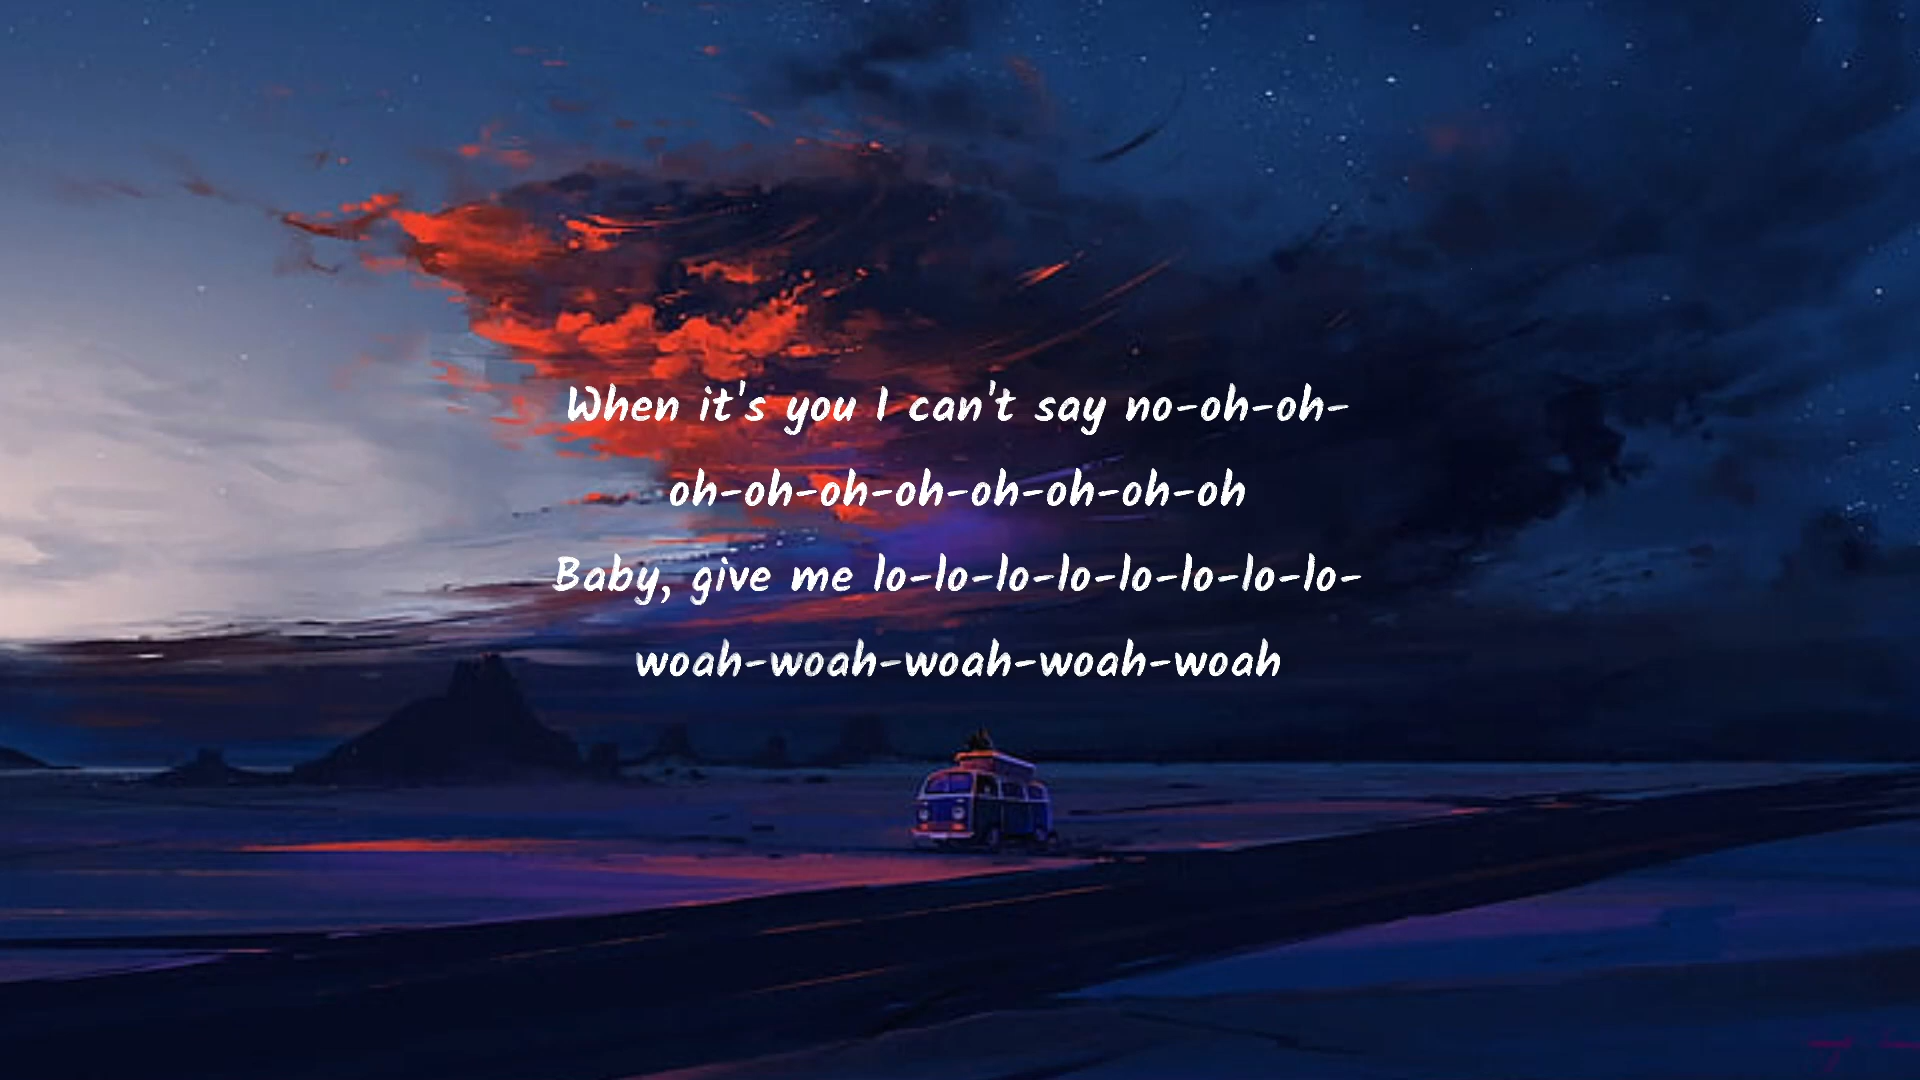 When it's you I can't say no-oh-oh-
oh-oh-oh-oh-oh-oh-oh-oh
Baby, give me lo-lo-lo-lo-lo-lo-lo-lo-
woah-woah-woah-woah-woah